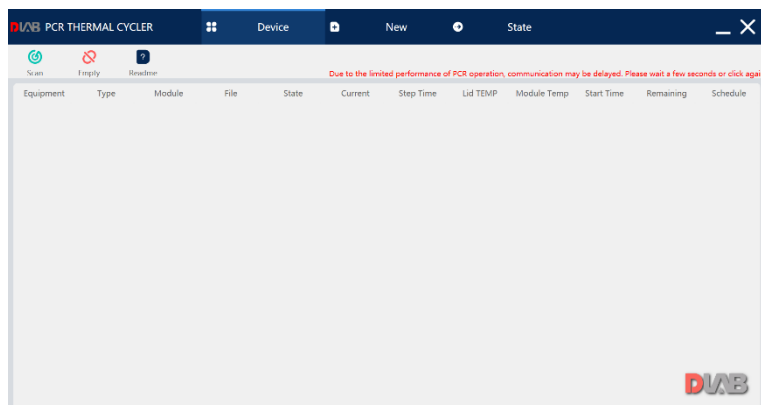 DLAB PCR THERMAL CYCLER Device New State
Scan Empty Readme
Due to the limited performance of PCR operation, communication may be delayed. Please wait a few seconds or click agai
Equipment Type Module File State Current Step Time Lid TEMP Module Temp Start Time Remaining Schedule
DLAB